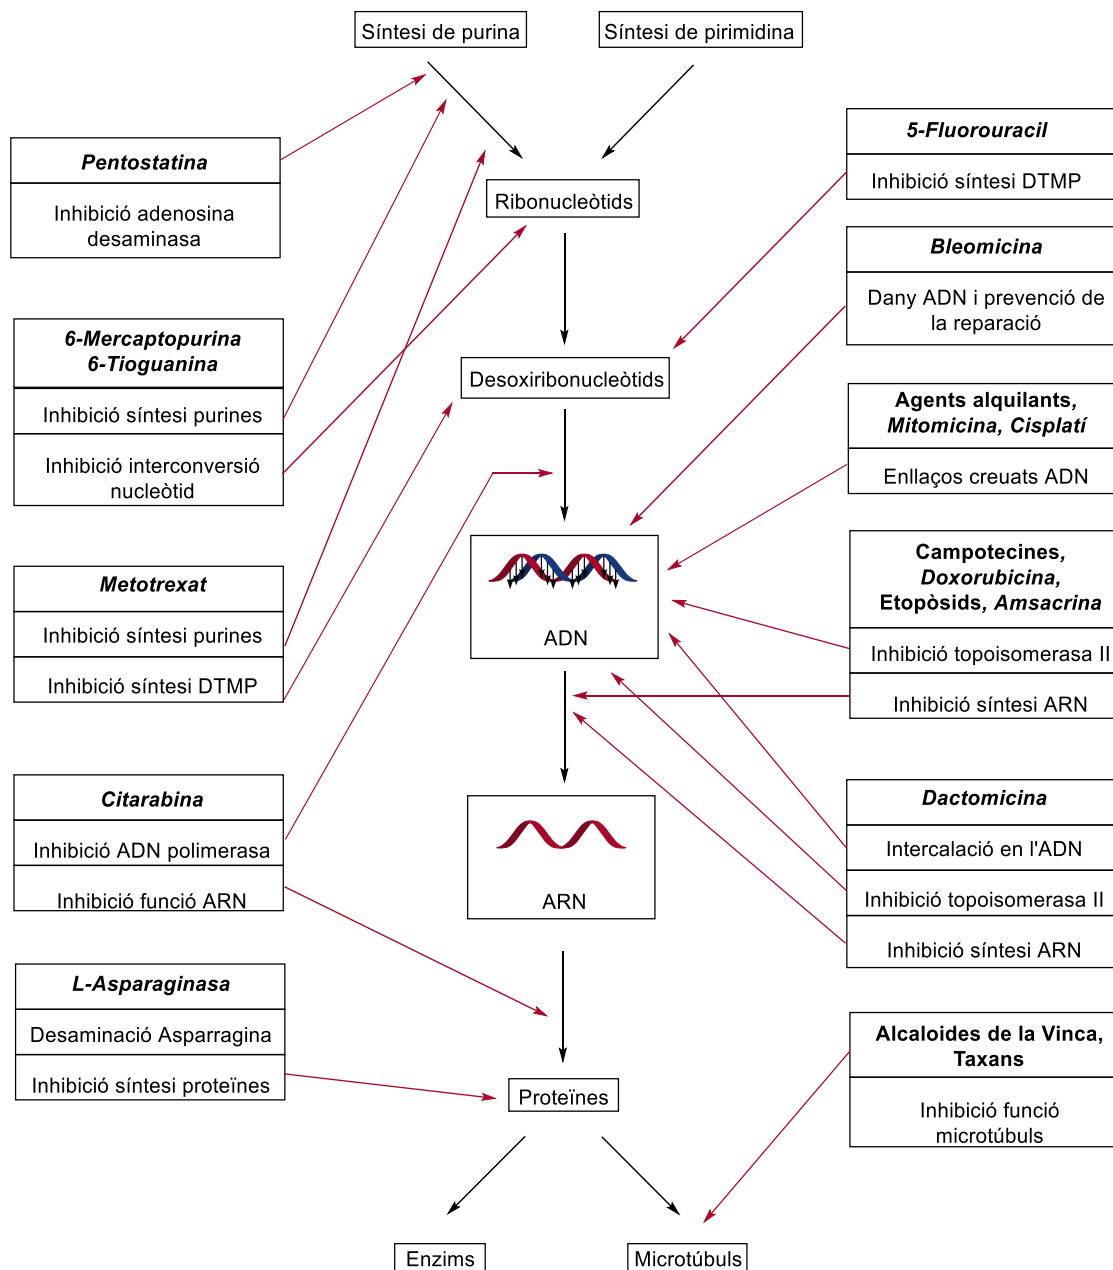 Síntesi de purina
Síntesi de pirimidina
Pentostatina
Inhibició adenosina
desaminasa
6-Mercaptopurina
6-Tioguanina
Inhibició síntesi purines
Inhibició interconversió
nucleòtid
Metotrexat
Inhibició síntesi purines
Inhibició síntesi DTMP
Citarabina
Inhibició ADN polimerasa
Inhibició funció ARN
L-Asparaginasa
Desaminació Asparragina
Inhibició síntesi proteïnes
Ribonucleòtids
Desoxiribonucleòtids
ADN
ARN
Proteïnes
Enzims
Microtúbuls
5-Fluorouracil
Inhibició síntesi DTMP
Bleomicina
Dany ADN i prevenció de
la reparació
Agents alquilants,
Mitomicina, Cisplatí
Enllaços creuats ADN
Campotecines,
Doxorubicina,
Etopòsids, Amsacrina
Inhibició topoisomerasa II
Inhibició síntesi ARN
Dactomicina
Intercalació en l'ADN
Inhibició topoisomerasa II
Inhibició síntesi ARN
Alcaloides de la Vinca,
Taxans
Inhibició funció
microtúbuls